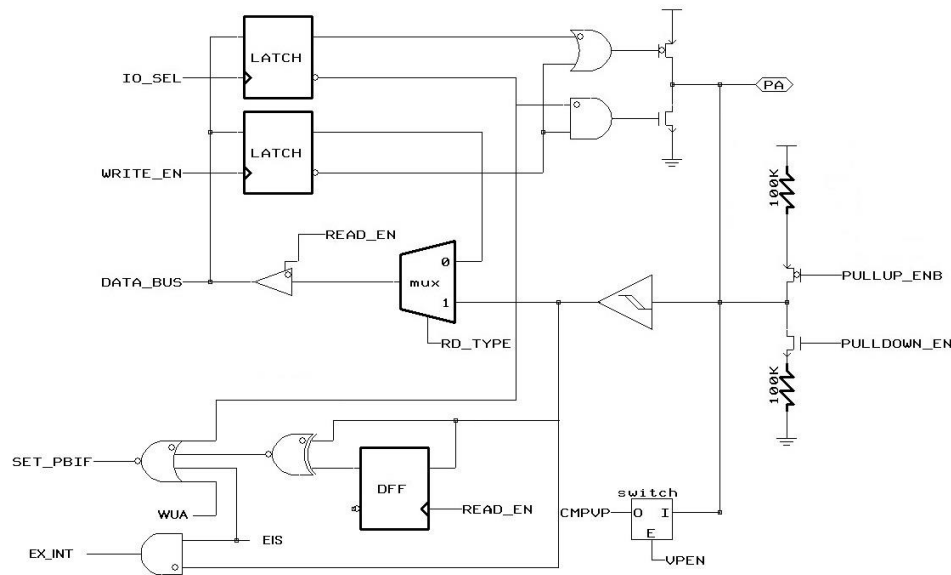 LATCH
IO_SEL
PA
LATCH
WRITE_EN
100K
READ_EN
DATA_BUS
0
mux
1
PULLUP_ENB
RD_TYPE
PULLDOWN_EN
100K
SET_PBIF
DFF
switch
WUA
READ_EN
CMPVP
O I
E
EIS
EX_INT
VPEN